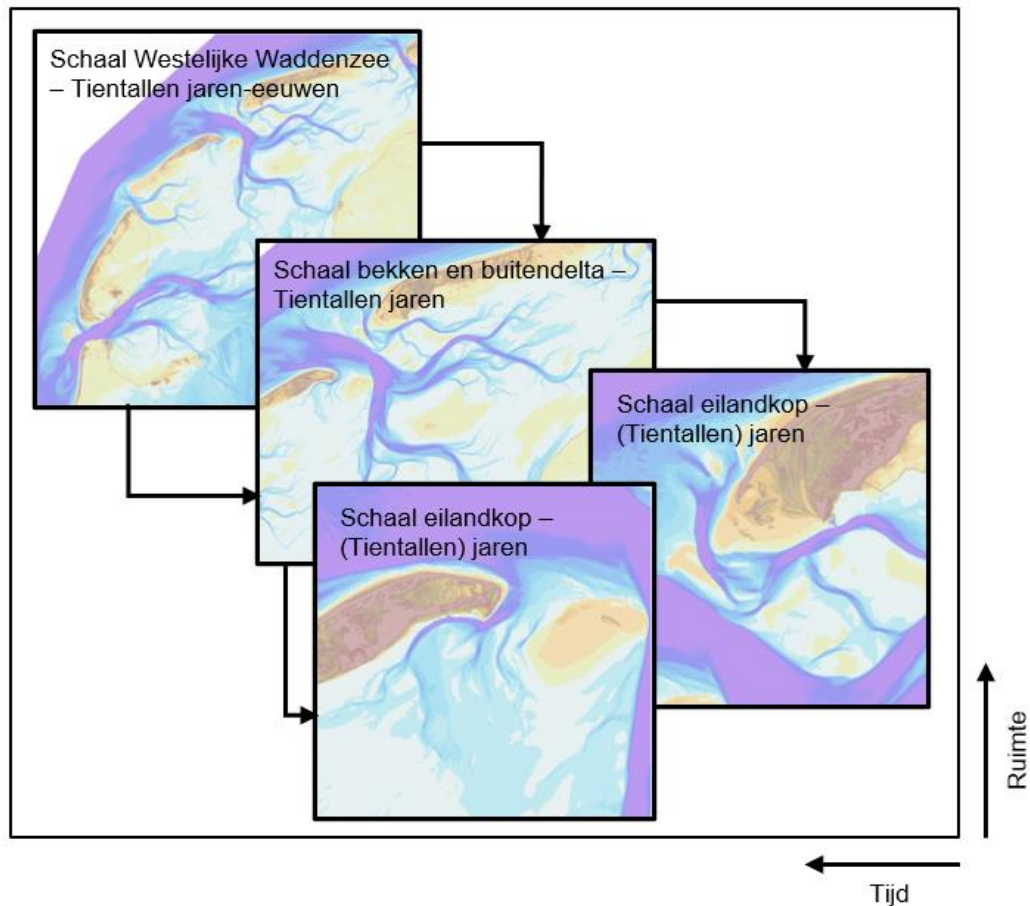 Schaal Westelijke Waddenzee
– Tientallen jaren-eeuwen
Schaal bekken en buitendelta –
Tientallen jaren
Schaal eilandkop –
(Tientallen) jaren
Schaal eilandkop –
(Tientallen) jaren
Ruimte
Tijd